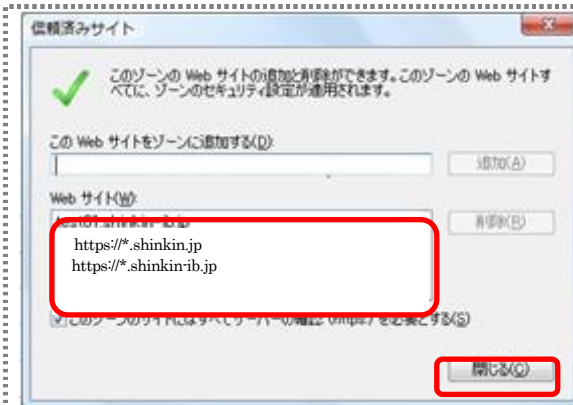 信頼済みサイト
このゾーンの Web サイトの追加と削除ができます。このゾーンの Web サイトす
べてに、ゾーンのセキュリティ設定が適用されます。
この Web サイトをゾーンに追加する(D):
追加(A)
Web サイト(W):
削除(R)
https://*.shinkin.jp
https://*.shinkin-ib.jp
このゾーンのサイトにはすべてサーバーの確認 (https:) を必要とする(S)
閉じる(C)